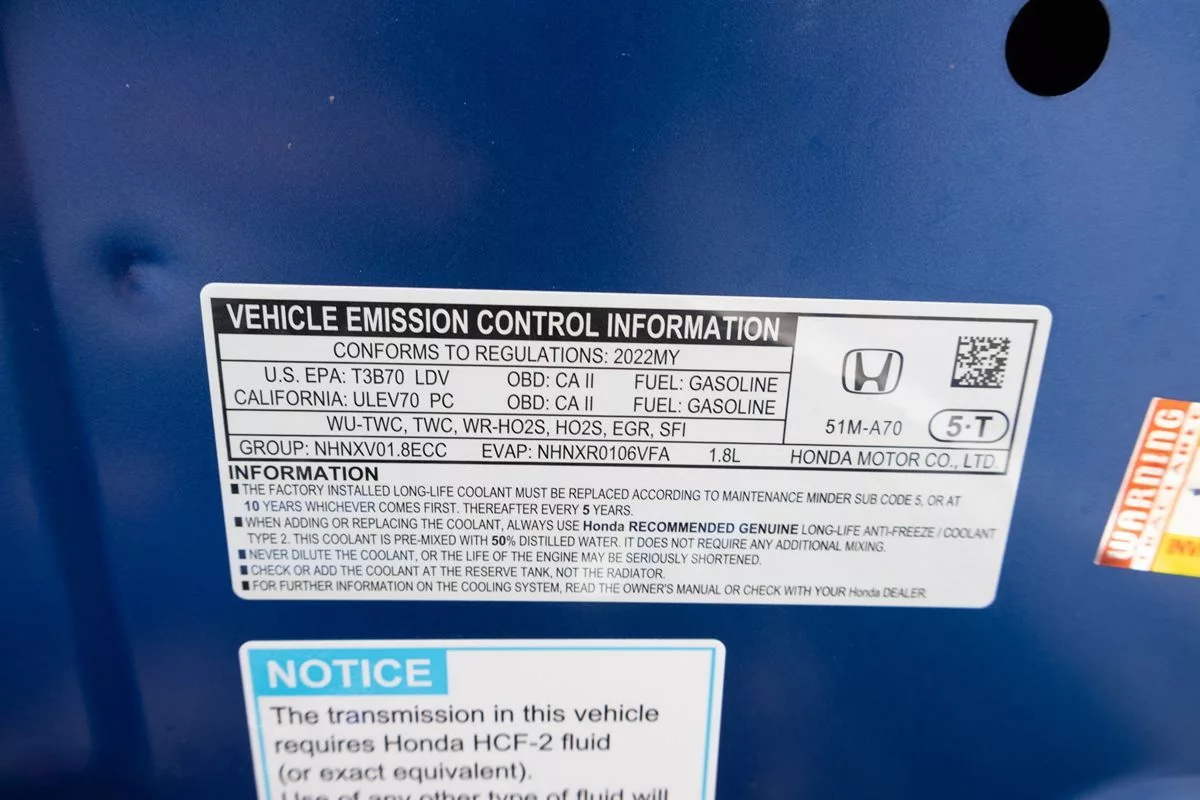 VEHICLE EMISSION CONTROL INFORMATION
CONFORMS TO REGULATIONS: 2022MY
U.S. EPA: T3B70 LDV OBD: CA II FUEL: GASOLINE
CALIFORNIA: ULEV70 PC OBD: CA II FUEL: GASOLINE
WU-TWC, TWC, WR-HO2S, HO2S, EGR, SFI
GROUP: NHNXV01.8ECC EVAP: NHNXR0106VFA 1.8L
51M-A70 5·T
HONDA MOTOR CO., LTD.
INFORMATION
■ THE FACTORY INSTALLED LONG-LIFE COOLANT MUST BE REPLACED ACCORDING TO MAINTENANCE MINDER SUB CODE 5, OR AT
10 YEARS WHICHEVER COMES FIRST. THEREAFTER EVERY 5 YEARS.
■ WHEN ADDING OR REPLACING THE COOLANT, ALWAYS USE Honda RECOMMENDED GENUINE LONG-LIFE ANTI-FREEZE / COOLANT
TYPE 2. THIS COOLANT IS PRE-MIXED WITH 50% DISTILLED WATER. IT DOES NOT REQUIRE ANY ADDITIONAL MIXING.
■ NEVER DILUTE THE COOLANT, OR THE LIFE OF THE ENGINE MAY BE SERIOUSLY SHORTENED.
■ CHECK OR ADD THE COOLANT AT THE RESERVE TANK, NOT THE RADIATOR.
■ FOR FURTHER INFORMATION ON THE COOLING SYSTEM, READ THE OWNER'S MANUAL OR CHECK WITH YOUR Honda DEALER.
WARNING
NOTICE
The transmission in this vehicle
requires Honda HCF-2 fluid
(or exact equivalent).
Use of any other type of fluid will